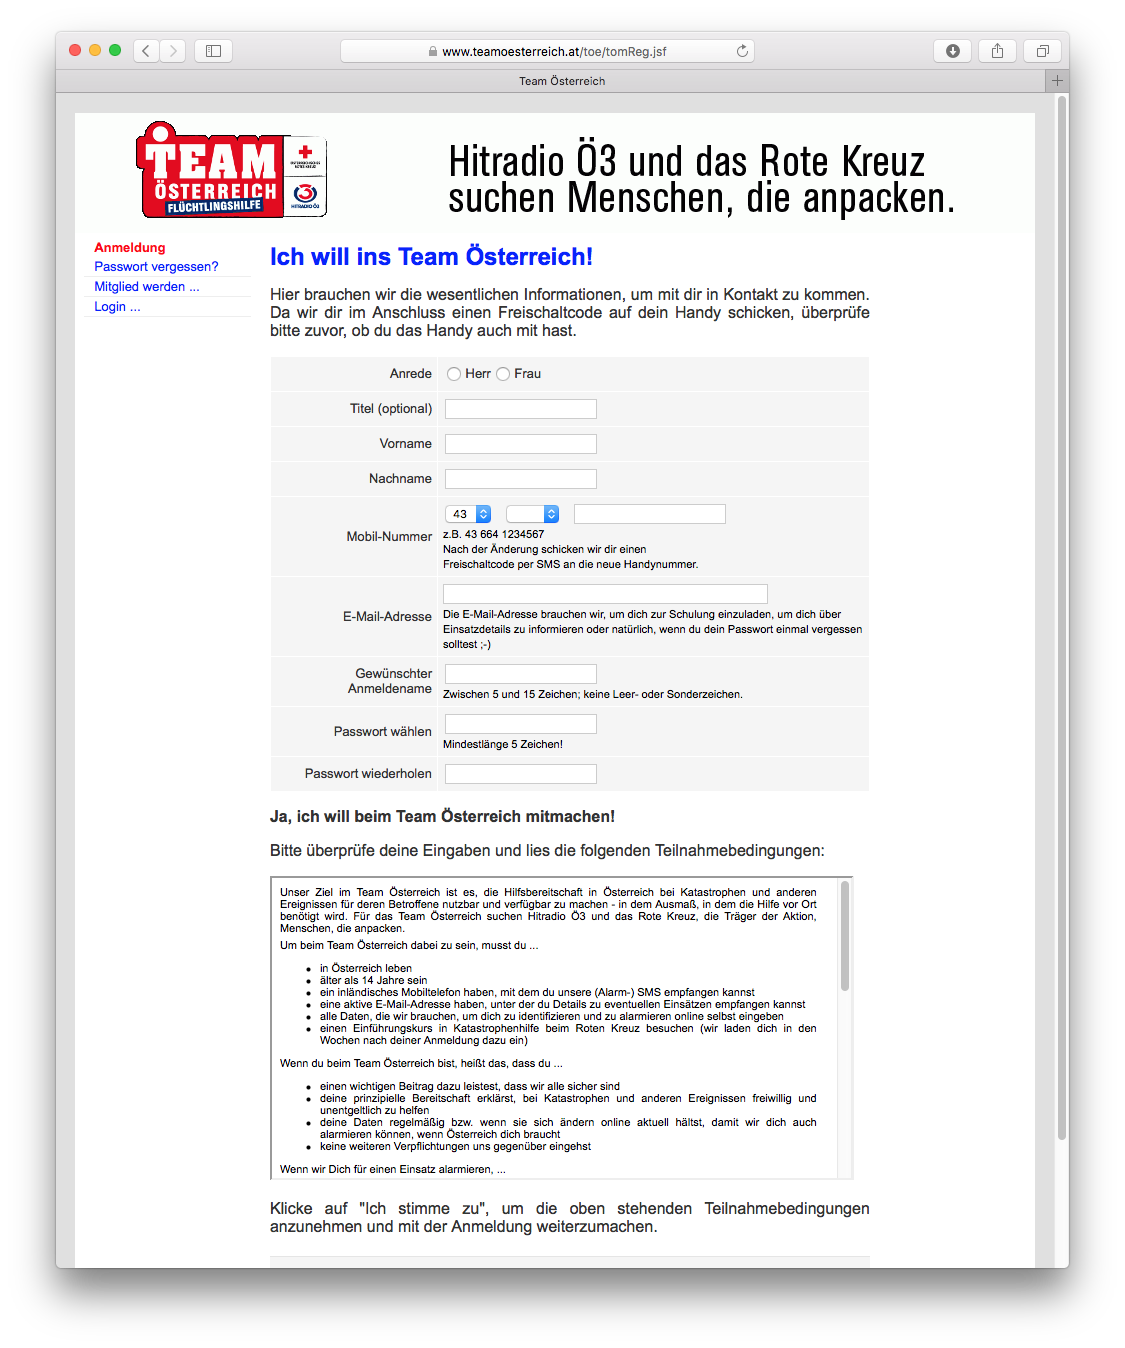 www.teamoesterreich.at/toe/tomReg.jsf
Team Österreich
TEAM
ÖSTERREICH
FLÜCHTLINGSHILFE
ÖSTERREICHISCHES
ROTES KREUZ
3
HITRADIO Ö3
Hitradio Ö3 und das Rote Kreuz
suchen Menschen, die anpacken.
Anmeldung
Passwort vergessen?
Mitglied werden ...
Login ...
Ich will ins Team Österreich!
Hier brauchen wir die wesentlichen Informationen, um mit dir in Kontakt zu kommen.
Da wir dir im Anschluss einen Freischaltcode auf dein Handy schicken, überprüfe
bitte zuvor, ob du das Handy auch mit hast.
Anrede Herr Frau
Titel (optional)
Vorname
Nachname
Mobil-Nummer 43
z.B. 43 664 1234567
Nach der Änderung schicken wir dir einen
Freischaltcode per SMS an die neue Handynummer.
E-Mail-Adresse
Die E-Mail-Adresse brauchen wir, um dich zur Schulung einzuladen, um dich über
Einsatzdetails zu informieren oder natürlich, wenn du dein Passwort einmal vergessen
solltest ;-)
Gewünschter
Anmeldename
Zwischen 5 und 15 Zeichen; keine Leer- oder Sonderzeichen.
Passwort wählen
Mindestlänge 5 Zeichen!
Passwort wiederholen
Ja, ich will beim Team Österreich mitmachen!
Bitte überprüfe deine Eingaben und lies die folgenden Teilnahmebedingungen:
Unser Ziel im Team Österreich ist es, die Hilfsbereitschaft in Österreich bei Katastrophen und anderen
Ereignissen für deren Betroffene nutzbar und verfügbar zu machen - in dem Ausmaß, in dem die Hilfe vor Ort
benötigt wird. Für das Team Österreich suchen Hitradio Ö3 und das Rote Kreuz, die Träger der Aktion,
Menschen, die anpacken.
Um beim Team Österreich dabei zu sein, musst du ...
• in Österreich leben
• älter als 14 Jahre sein
• ein inländisches Mobiltelefon haben, mit dem du unsere (Alarm-) SMS empfangen kannst
• eine aktive E-Mail-Adresse haben, unter der du Details zu eventuellen Einsätzen empfangen kannst
• alle Daten, die wir brauchen, um dich zu identifizieren und zu alarmieren online selbst eingeben
• einen Einführungskurs in Katastrophenhilfe beim Roten Kreuz besuchen (wir laden dich in den
Wochen nach deiner Anmeldung dazu ein)
Wenn du beim Team Österreich bist, heißt das, dass du ...
• einen wichtigen Beitrag dazu leistest, dass wir alle sicher sind
• deine prinzipielle Bereitschaft erklärst, bei Katastrophen und anderen Ereignissen freiwillig und
unentgeltlich zu helfen
• deine Daten regelmäßig bzw. wenn sie sich ändern online aktuell hältst, damit wir dich auch
alarmieren können, wenn Österreich dich braucht
• keine weiteren Verpflichtungen uns gegenüber eingehst
Wenn wir Dich für einen Einsatz alarmieren, ...
Klicke auf "Ich stimme zu", um die oben stehenden Teilnahmebedingungen
anzunehmen und mit der Anmeldung weiterzumachen.